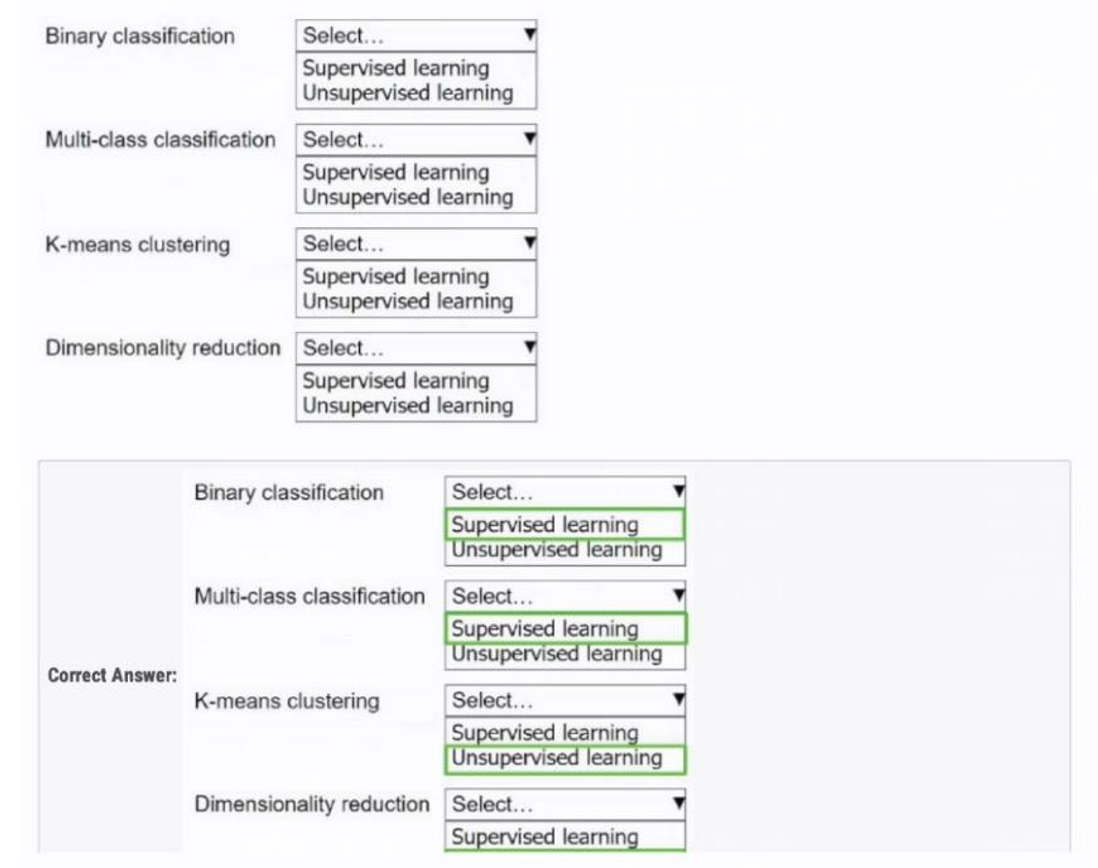 Binary classification Select...
Supervised learning
Unsupervised learning
Multi-class classification Select...
Supervised learning
Unsupervised learning
K-means clustering Select...
Supervised learning
Unsupervised learning
Dimensionality reduction Select...
Supervised learning
Unsupervised learning
Correct Answer:
Binary classification Select...
Supervised learning
Unsupervised learning
Multi-class classification Select...
Supervised learning
Unsupervised learning
K-means clustering Select...
Supervised learning
Unsupervised learning
Dimensionality reduction Select...
Supervised learning